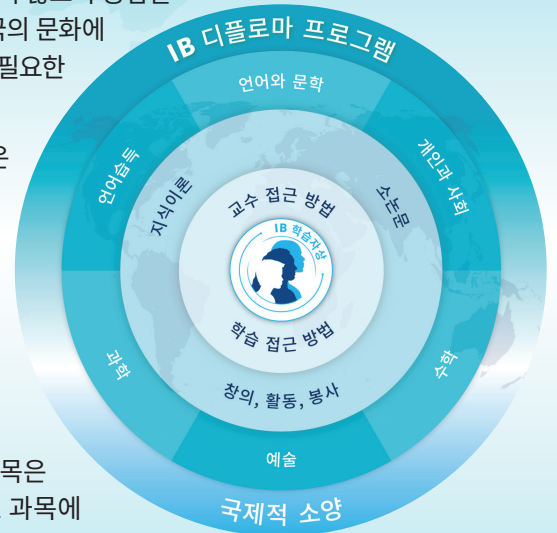 국의 문화에
필요한
은
목은
과목에
IB 디플로마 프로그램
언어와 문학
언어습득
개인과 사회
지식이론
소논문
교수 접근 방법
IB 학습자상
학습 접근 방법
과학
수학
창의, 활동, 봉사
예술
국제적 소양